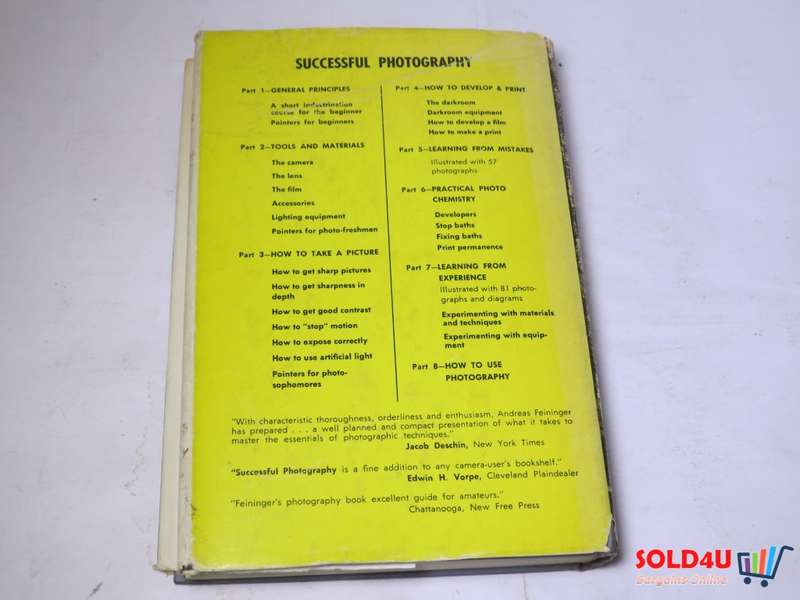 SUCCESSFUL PHOTOGRAPHY
Part 1—GENERAL PRINCIPLES
A short indoctrination
course for the beginner
Pointers for beginners
Part 2—TOOLS AND MATERIALS
The camera
The lens
The film
Accessories
Lighting equipment
Pointers for photo-freshmen
Part 3—HOW TO TAKE A PICTURE
How to get sharp pictures
How to get sharpness in
depth
How to get good contrast
How to "stop" motion
How to expose correctly
How to use artificial light
Pointers for photo-
sophomores
Part 4—HOW TO DEVELOP & PRINT
The darkroom
Darkroom equipment
How to develop a film
How to make a print
Part 5—LEARNING FROM MISTAKES
Illustrated with 57
photographs
Part 6—PRACTICAL PHOTO
CHEMISTRY
Developers
Stop baths
Fixing baths
Print permanence
Part 7—LEARNING FROM
EXPERIENCE
Illustrated with 81 photo-
graphs and diagrams
Experimenting with materials
and techniques
Experimenting with equip-
ment
Part 8—HOW TO USE
PHOTOGRAPHY
"With characteristic thoroughness, orderliness and enthusiasm, Andreas Feininger
has prepared . . . a well planned and compact presentation of what it takes to
master the essentials of photographic techniques."
Jacob Deschin, New York Times
"Successful Photography is a fine addition to any camera-user's bookshelf."
Edwin H. Vorpe, Cleveland Plaindealer
"Feininger's photography book excellent guide for amateurs."
Chattanooga, New Free Press
SOLD4U
Bargains Online